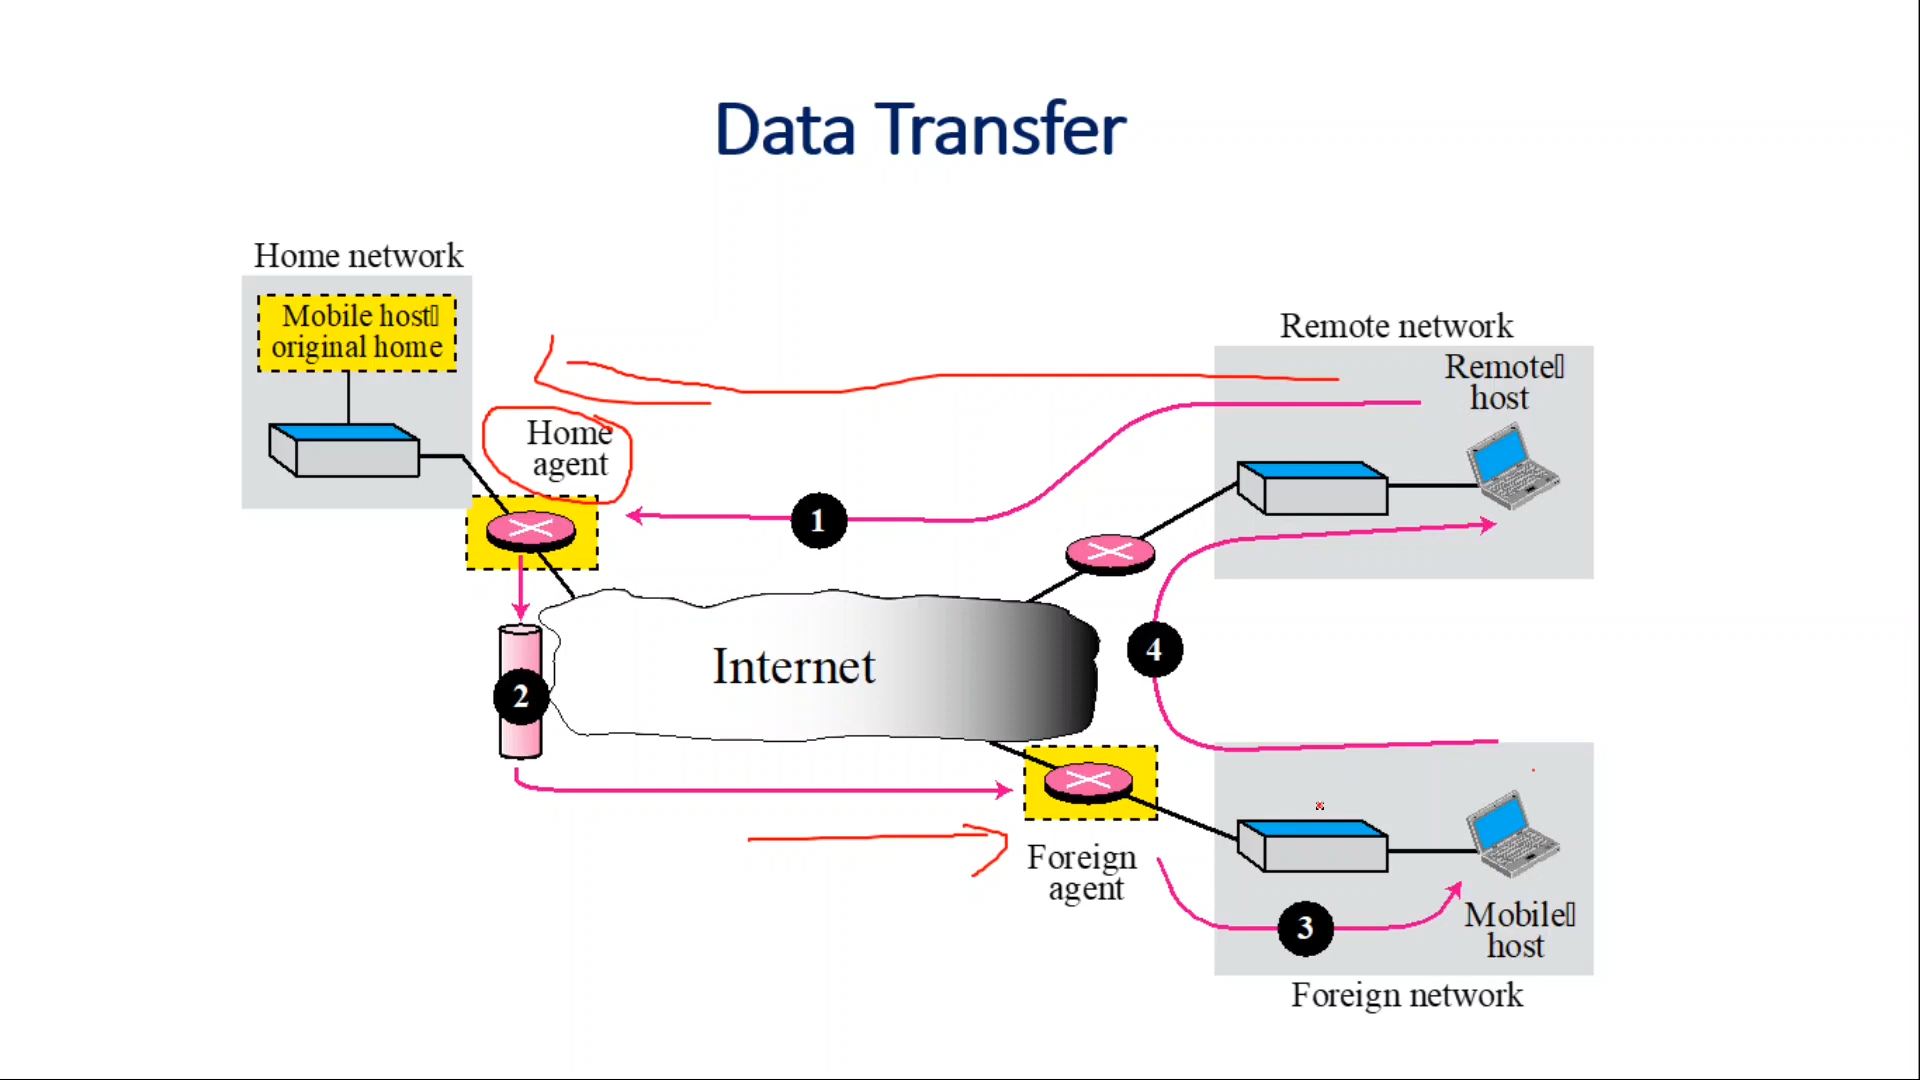 Data Transfer
Home network
Mobile host
original home
Home
agent
Remote network
Remote
host
1
Internet
4
2
Foreign
agent
3
Mobile
host
Foreign network